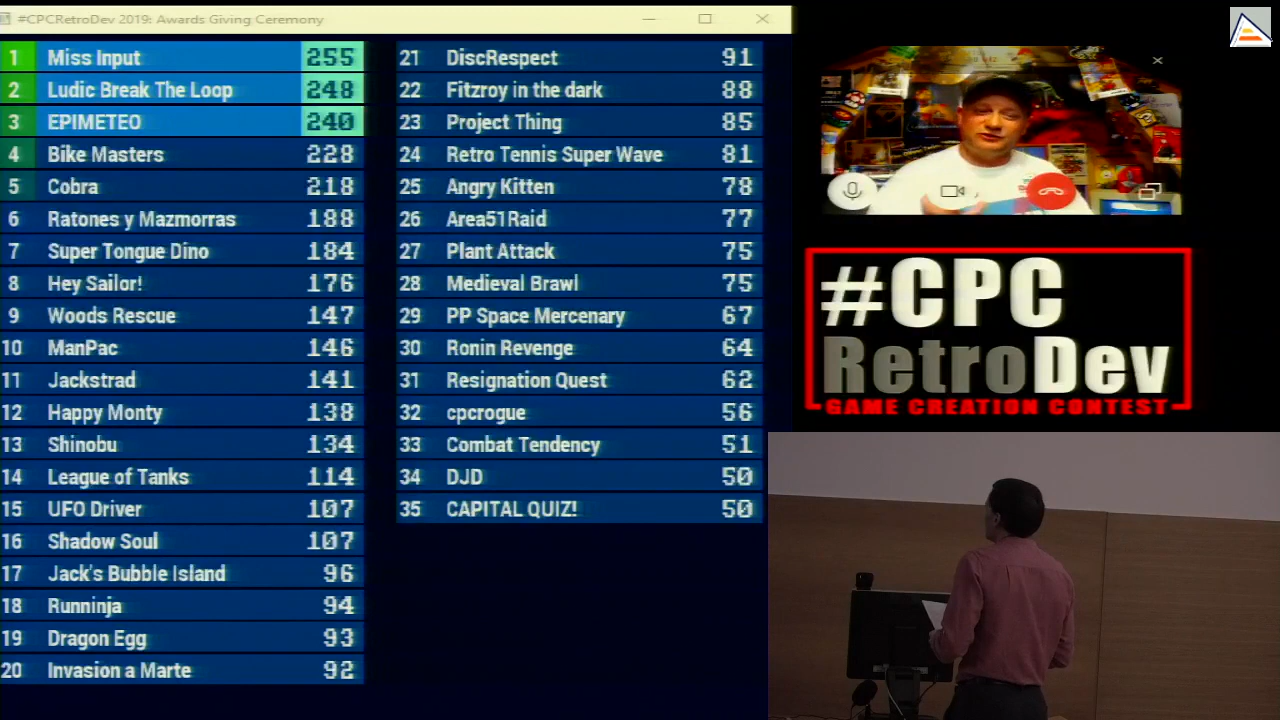 #CPCRetroDev 2019: Awards Giving Ceremony
1 Miss Input 255
2 Ludic Break The Loop 248
3 EPIMETEO 240
4 Bike Masters 228
5 Cobra 218
6 Ratones y Mazmorras 188
7 Super Tongue Dino 184
8 Hey Sailor! 176
9 Woods Rescue 147
10 ManPac 146
11 Jackstrad 141
12 Happy Monty 138
13 Shinobu 134
14 League of Tanks 114
15 UFO Driver 107
16 Shadow Soul 107
17 Jack's Bubble Island 96
18 Runninja 94
19 Dragon Egg 93
20 Invasion a Marte 92
21 DiscRespect 91
22 Fitzroy in the dark 88
23 Project Thing 85
24 Retro Tennis Super Wave 81
25 Angry Kitten 78
26 Area51Raid 77
27 Plant Attack 75
28 Medieval Brawl 75
29 PP Space Mercenary 67
30 Ronin Revenge 64
31 Resignation Quest 62
32 cpcrogue 56
33 Combat Tendency 51
34 DJD 50
35 CAPITAL QUIZ! 50
#CPC
RetroDev
GAME CREATION CONTEST